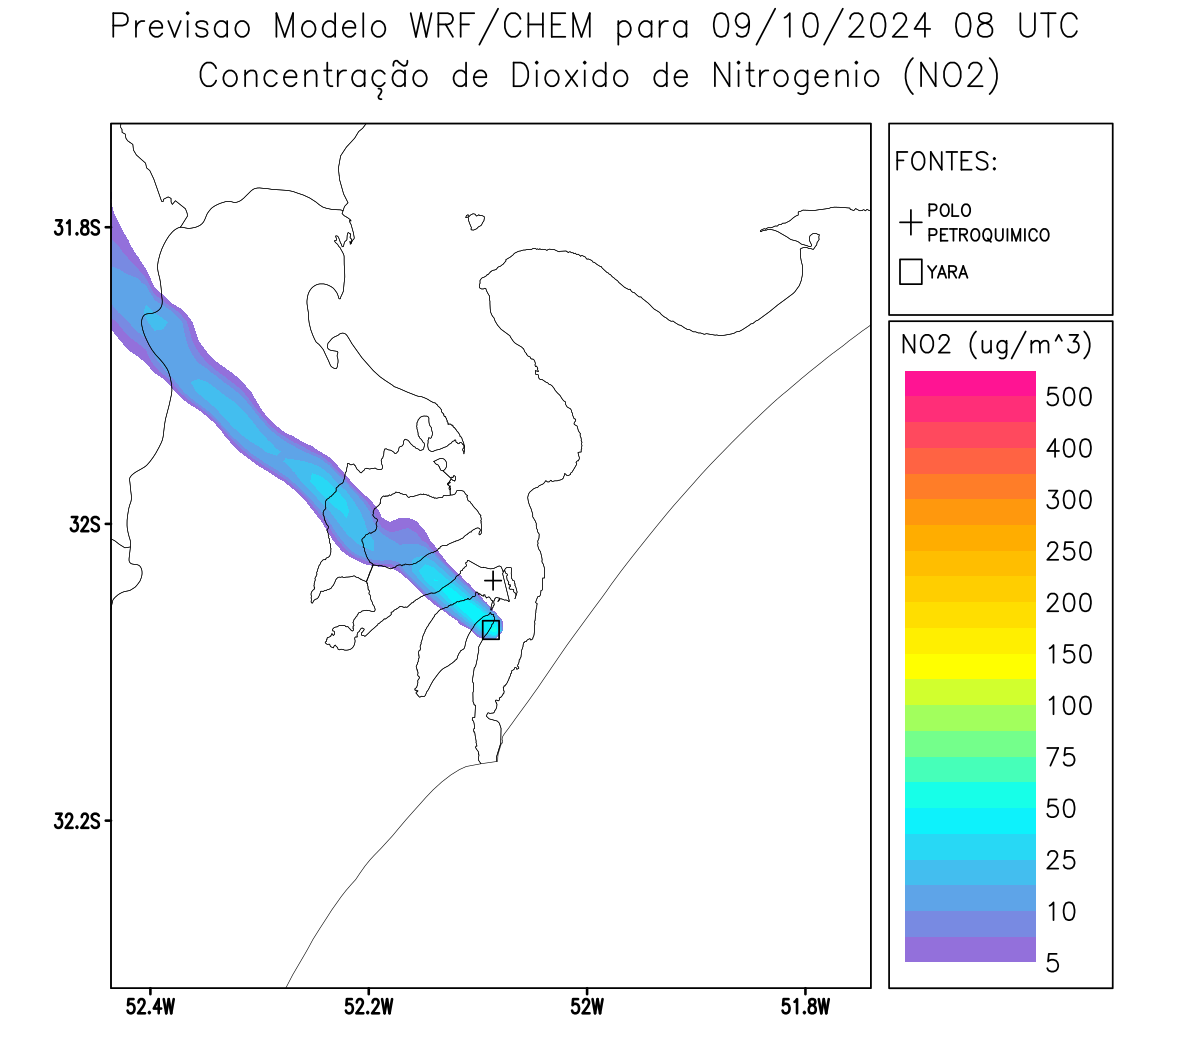 Previsao Modelo WRF/CHEM para 09/10/2024 08 UTC
Concentração de Dioxido de Nitrogenio (NO2)
FONTES:
POLO
PETROQUIMICO
YARA
NO2 (ug/m^3)
500
400
300
250
200
150
100
75
50
25
10
5
31.8S
32S
32.2S
52.4W
52.2W
52W
51.8W